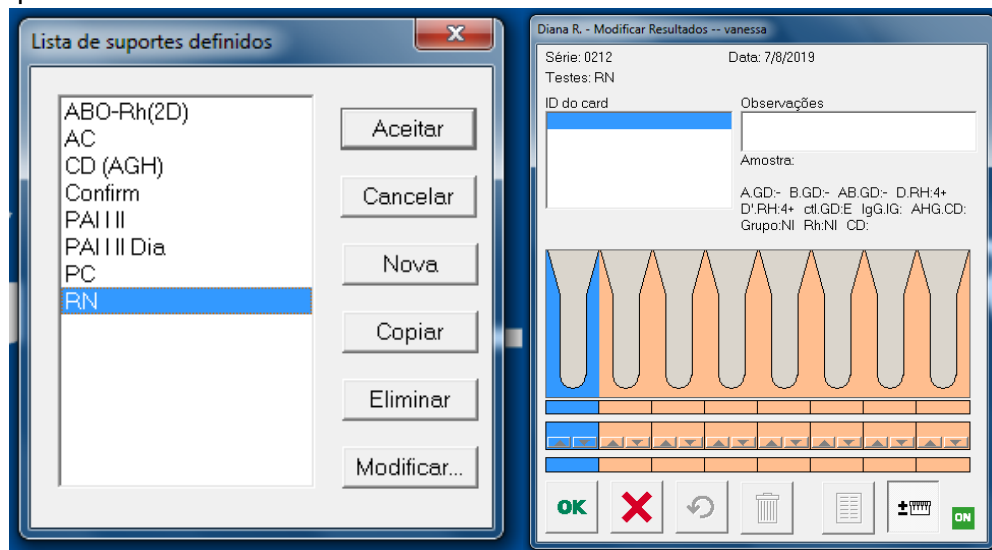 Lista de suportes definidos
ABO-Rh(2D)
AC
CD (AGH)
Confirm
PAI I II
PAI I II Dia
PC
RN
Aceitar
Cancelar
Nova
Copiar
Eliminar
Modificar...
Diana R. - Modificar Resultados -- vanessa
Série: 0212 Data: 7/8/2019
Testes: RN
ID do card Observações
Amostra:
A.GD:- B.GD:- AB.GD:- D.RH:4+
D'.RH:4+ ctl.GD:E IgG.IG: AHG.CD:
Grupo:NI Rh:NI CD:
OK
ON